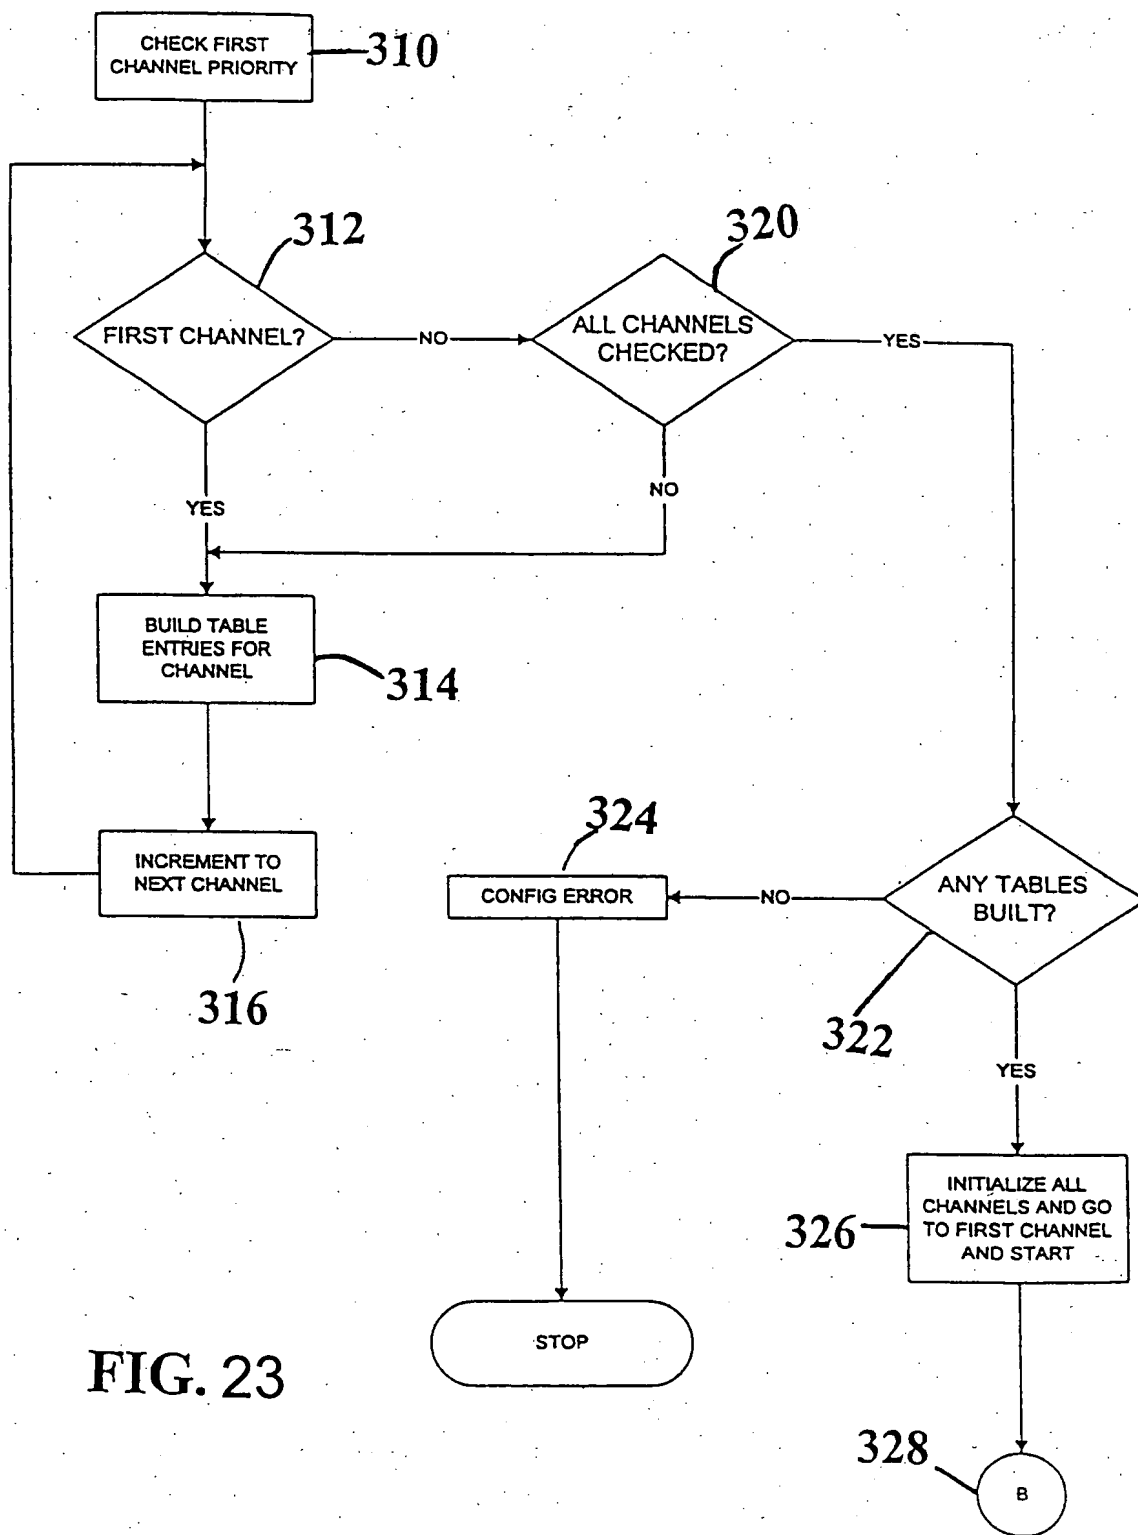 CHECK FIRST
CHANNEL PRIORITY
310
312
FIRST CHANNEL?
NO
320
ALL CHANNELS
CHECKED?
YES
NO
YES
BUILD TABLE
ENTRIES FOR
CHANNEL
314
INCREMENT TO
NEXT CHANNEL
316
324
CONFIG ERROR
NO
ANY TABLES
BUILT?
322
YES
INITIALIZE ALL
CHANNELS AND GO
TO FIRST CHANNEL
AND START
326
STOP
FIG. 23
328
B